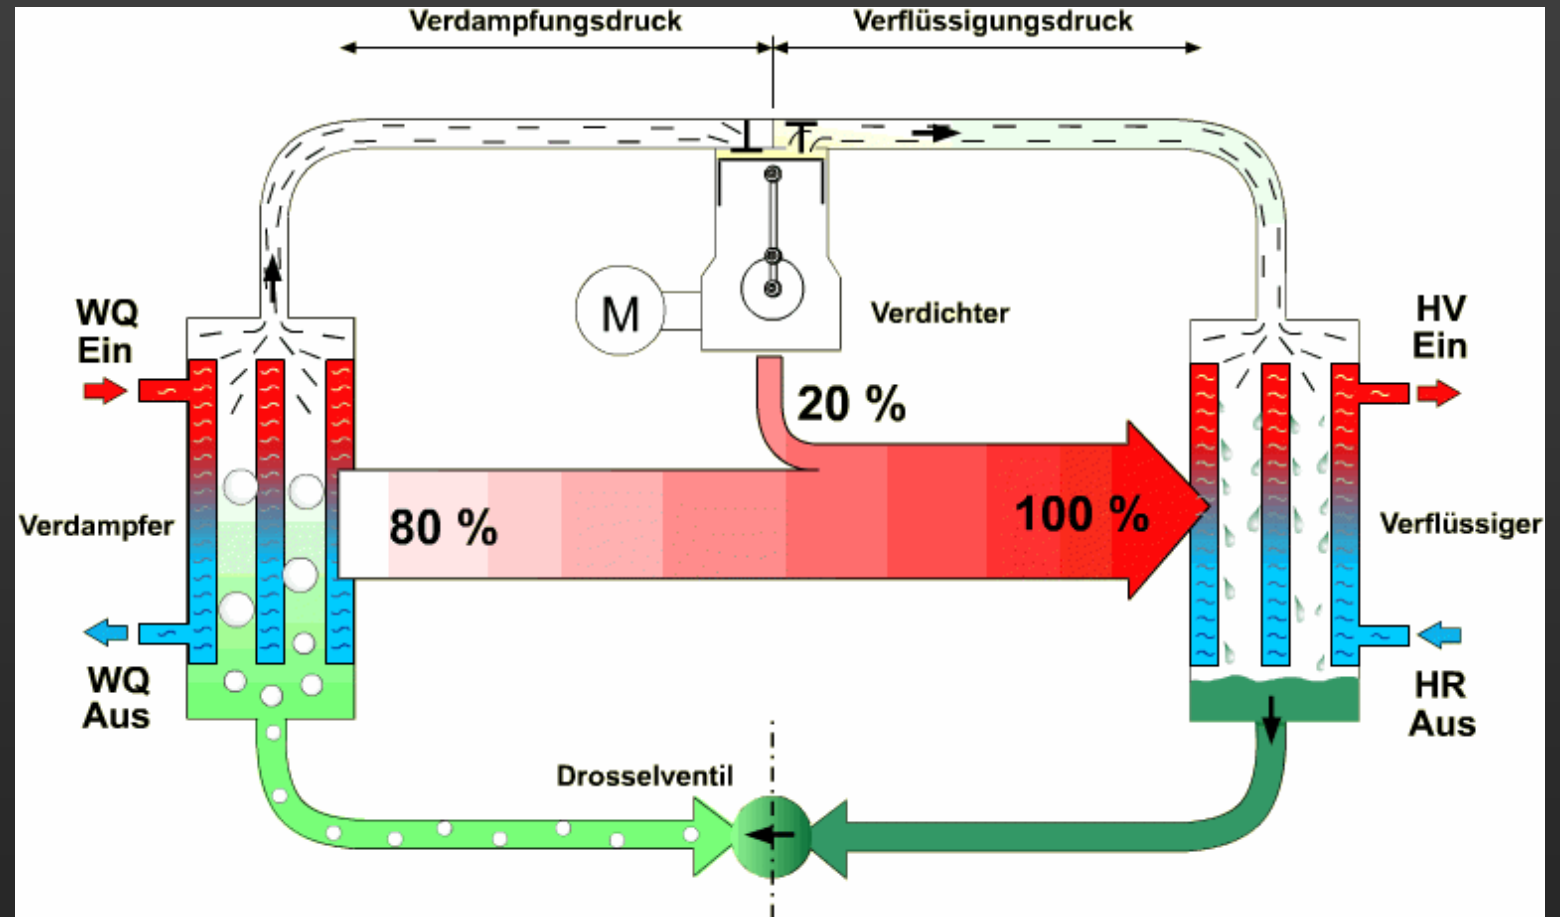 Verdampfungsdruck
Verflüssigungsdruck
WQ
Ein
M
Verdichter
HV
Ein
20 %
80 %
100 %
Verdampfer
Verflüssiger
WQ
Aus
HR
Aus
Drosselventil